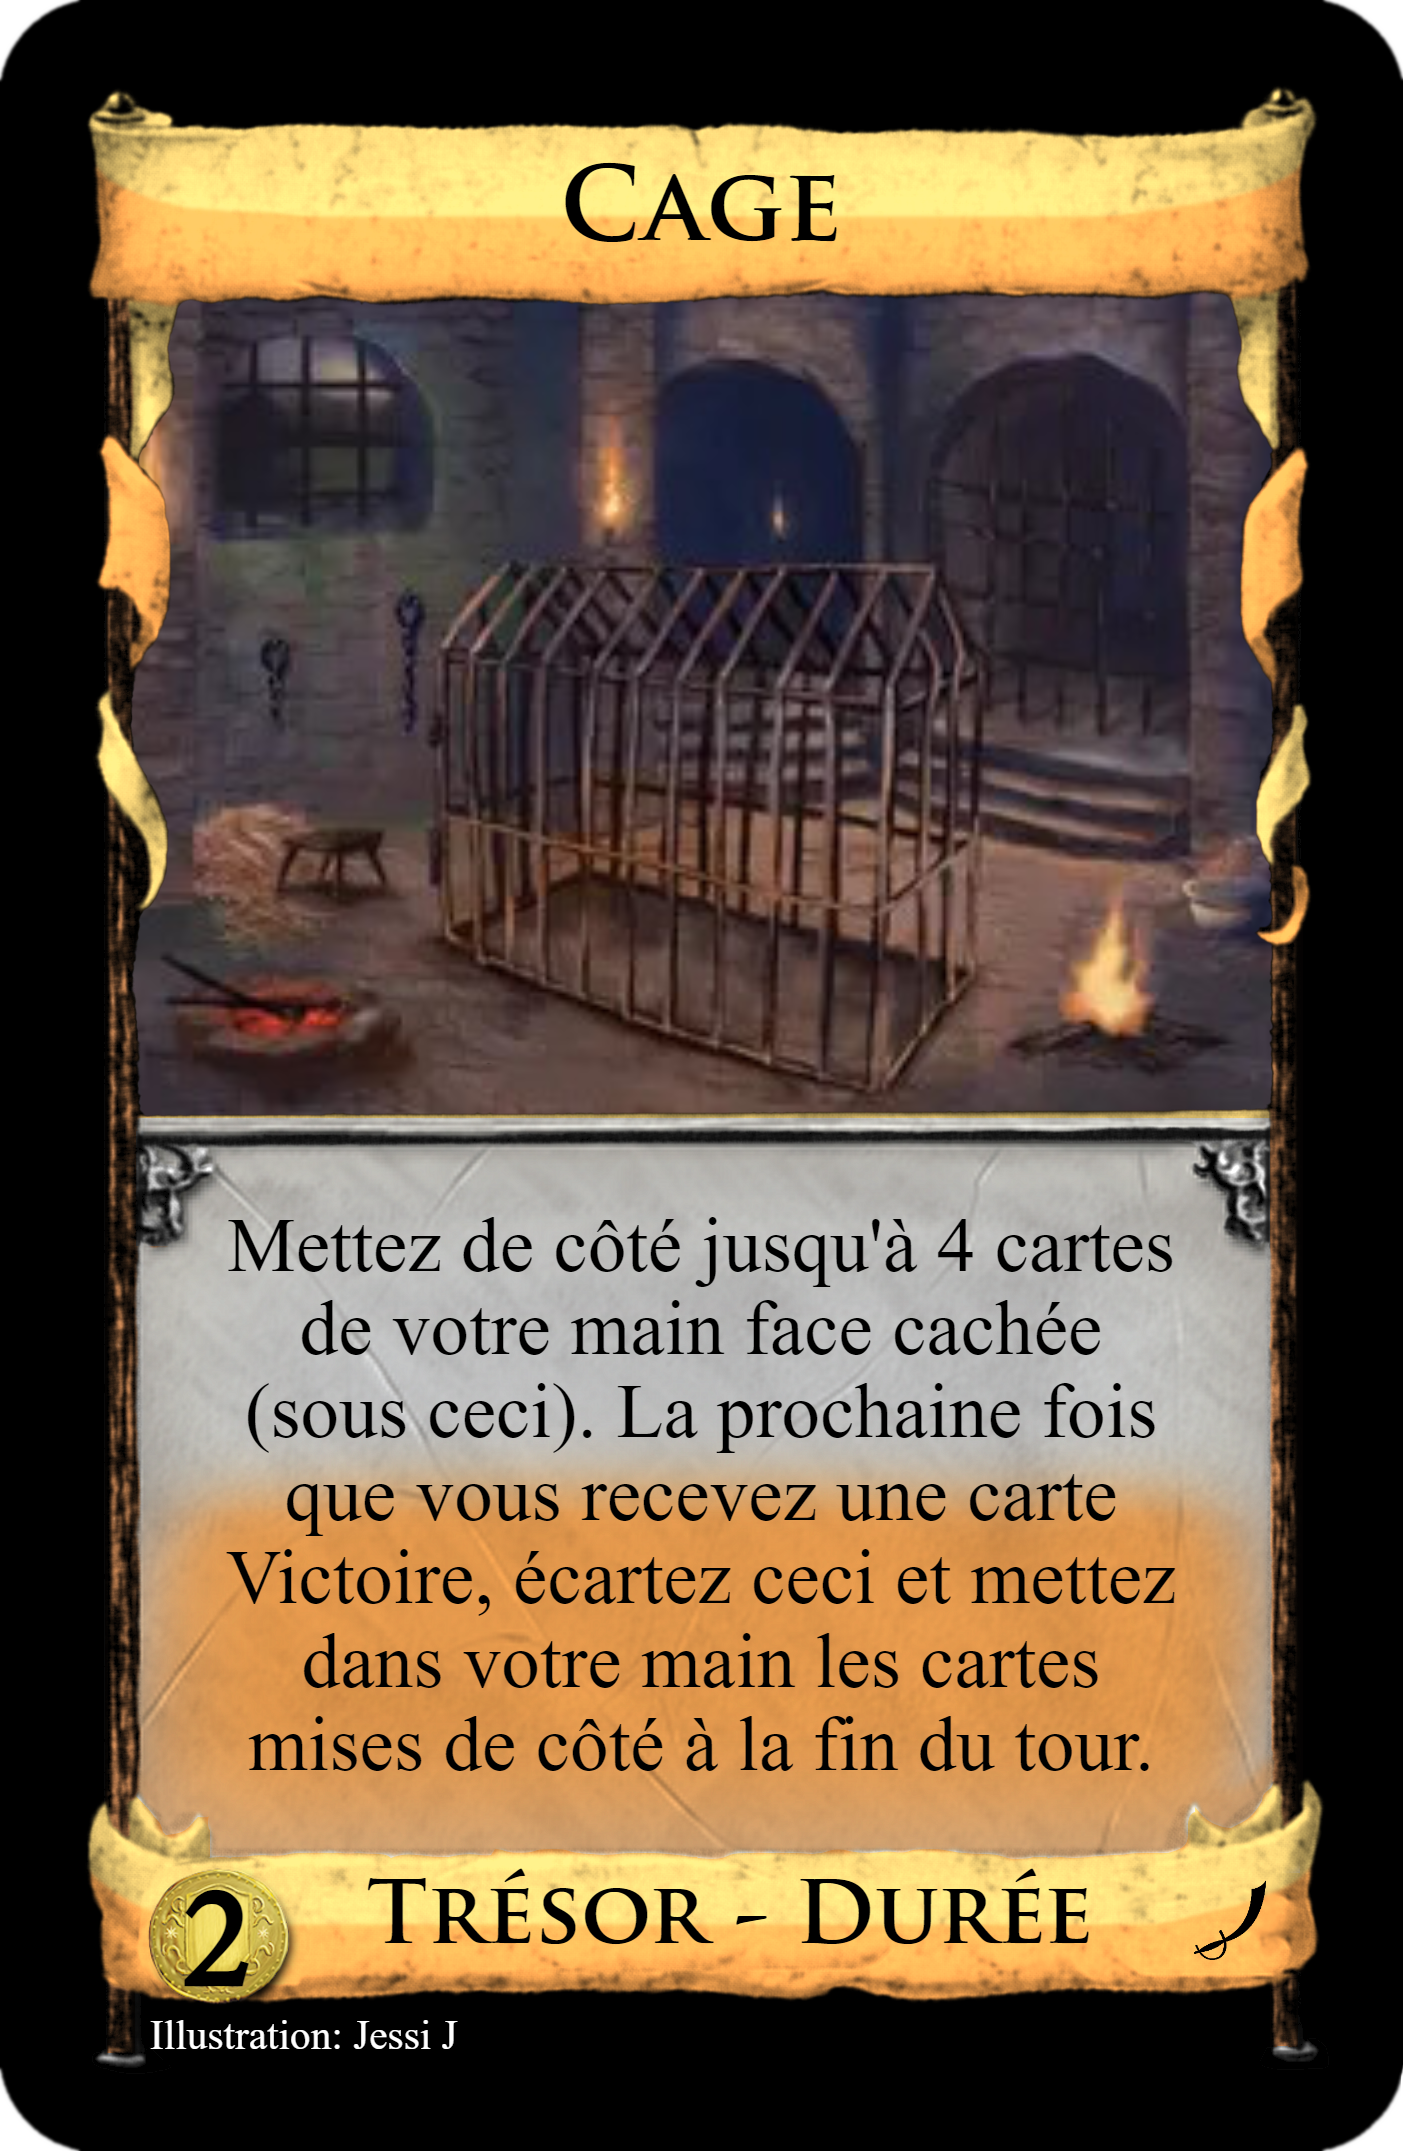 Cage
Mettez de côté jusqu'à 4 cartes
de votre main face cachée
(sous ceci). La prochaine fois
que vous recevez une carte
Victoire, écartez ceci et mettez
dans votre main les cartes
mises de côté à la fin du tour.
2 Trésor - Durée
Illustration: Jessi J